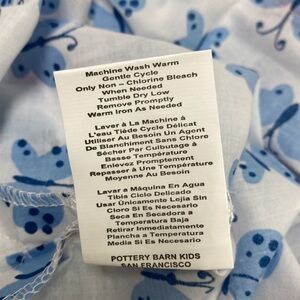 Machine Wash Warm
Gentle Cycle
Only Non – Chlorine Bleach
When Needed
Tumble Dry Low
Remove Promptly
Warm Iron As Needed
Laver à La Machine à
L'eau Tiède Cycle Délicat
Utiliser Au Besoin Un Agent
De Blanchiment Sans Chlore
Sécher Par Culbutage à
Basse Température
Enlevez Promptement
Repasser à Une Température
Moyenne Au Besoin
Lavar a Máquina En Agua
Tibia Ciclo Delicado
Usar Únicamente Lejia Sin
Cloro Si Es Necesario
Seca En Secadora a
Temperatura Baja
Retirar Inmediatamente
Plancha a Temperatura
Media Si Es Necesario
POTTERY BARN KIDS
SAN FRANCISCO